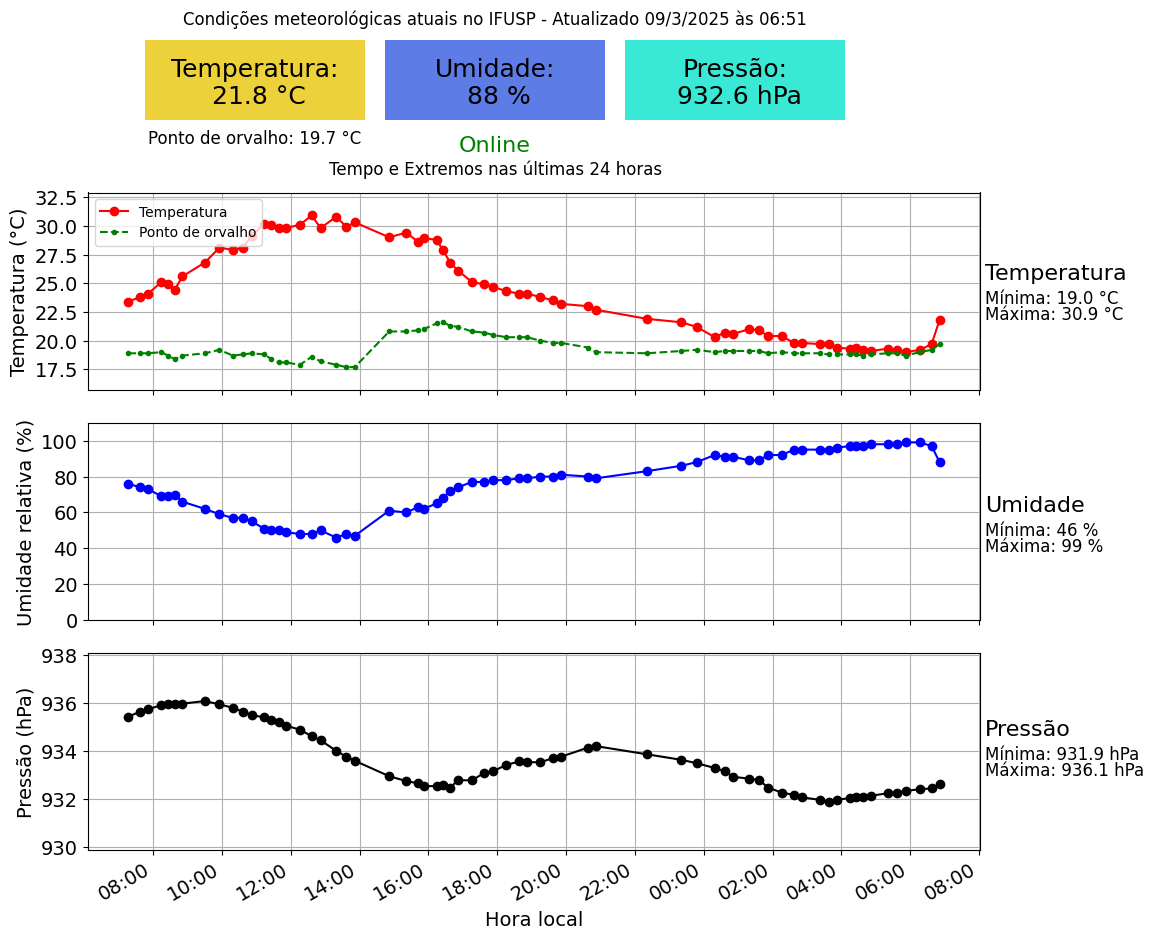 Condições meteorológicas atuais no IFUSP - Atualizado 09/3/2025 às 06:51
Temperatura:
21.8 °C
Umidade:
88 %
Pressão:
932.6 hPa
Ponto de orvalho: 19.7 °C
Online
Tempo e Extremos nas últimas 24 horas
Temperatura (°C)
32.5
30.0
27.5
25.0
22.5
20.0
17.5
Temperatura
Ponto de orvalho
Temperatura
Mínima: 19.0 °C
Máxima: 30.9 °C
Umidade relativa (%)
100
80
60
40
20
0
Umidade
Mínima: 46 %
Máxima: 99 %
Pressão (hPa)
938
936
934
932
930
Pressão
Mínima: 931.9 hPa
Máxima: 936.1 hPa
08:00
10:00
12:00
14:00
16:00
18:00
20:00
22:00
00:00
02:00
04:00
06:00
08:00
Hora local